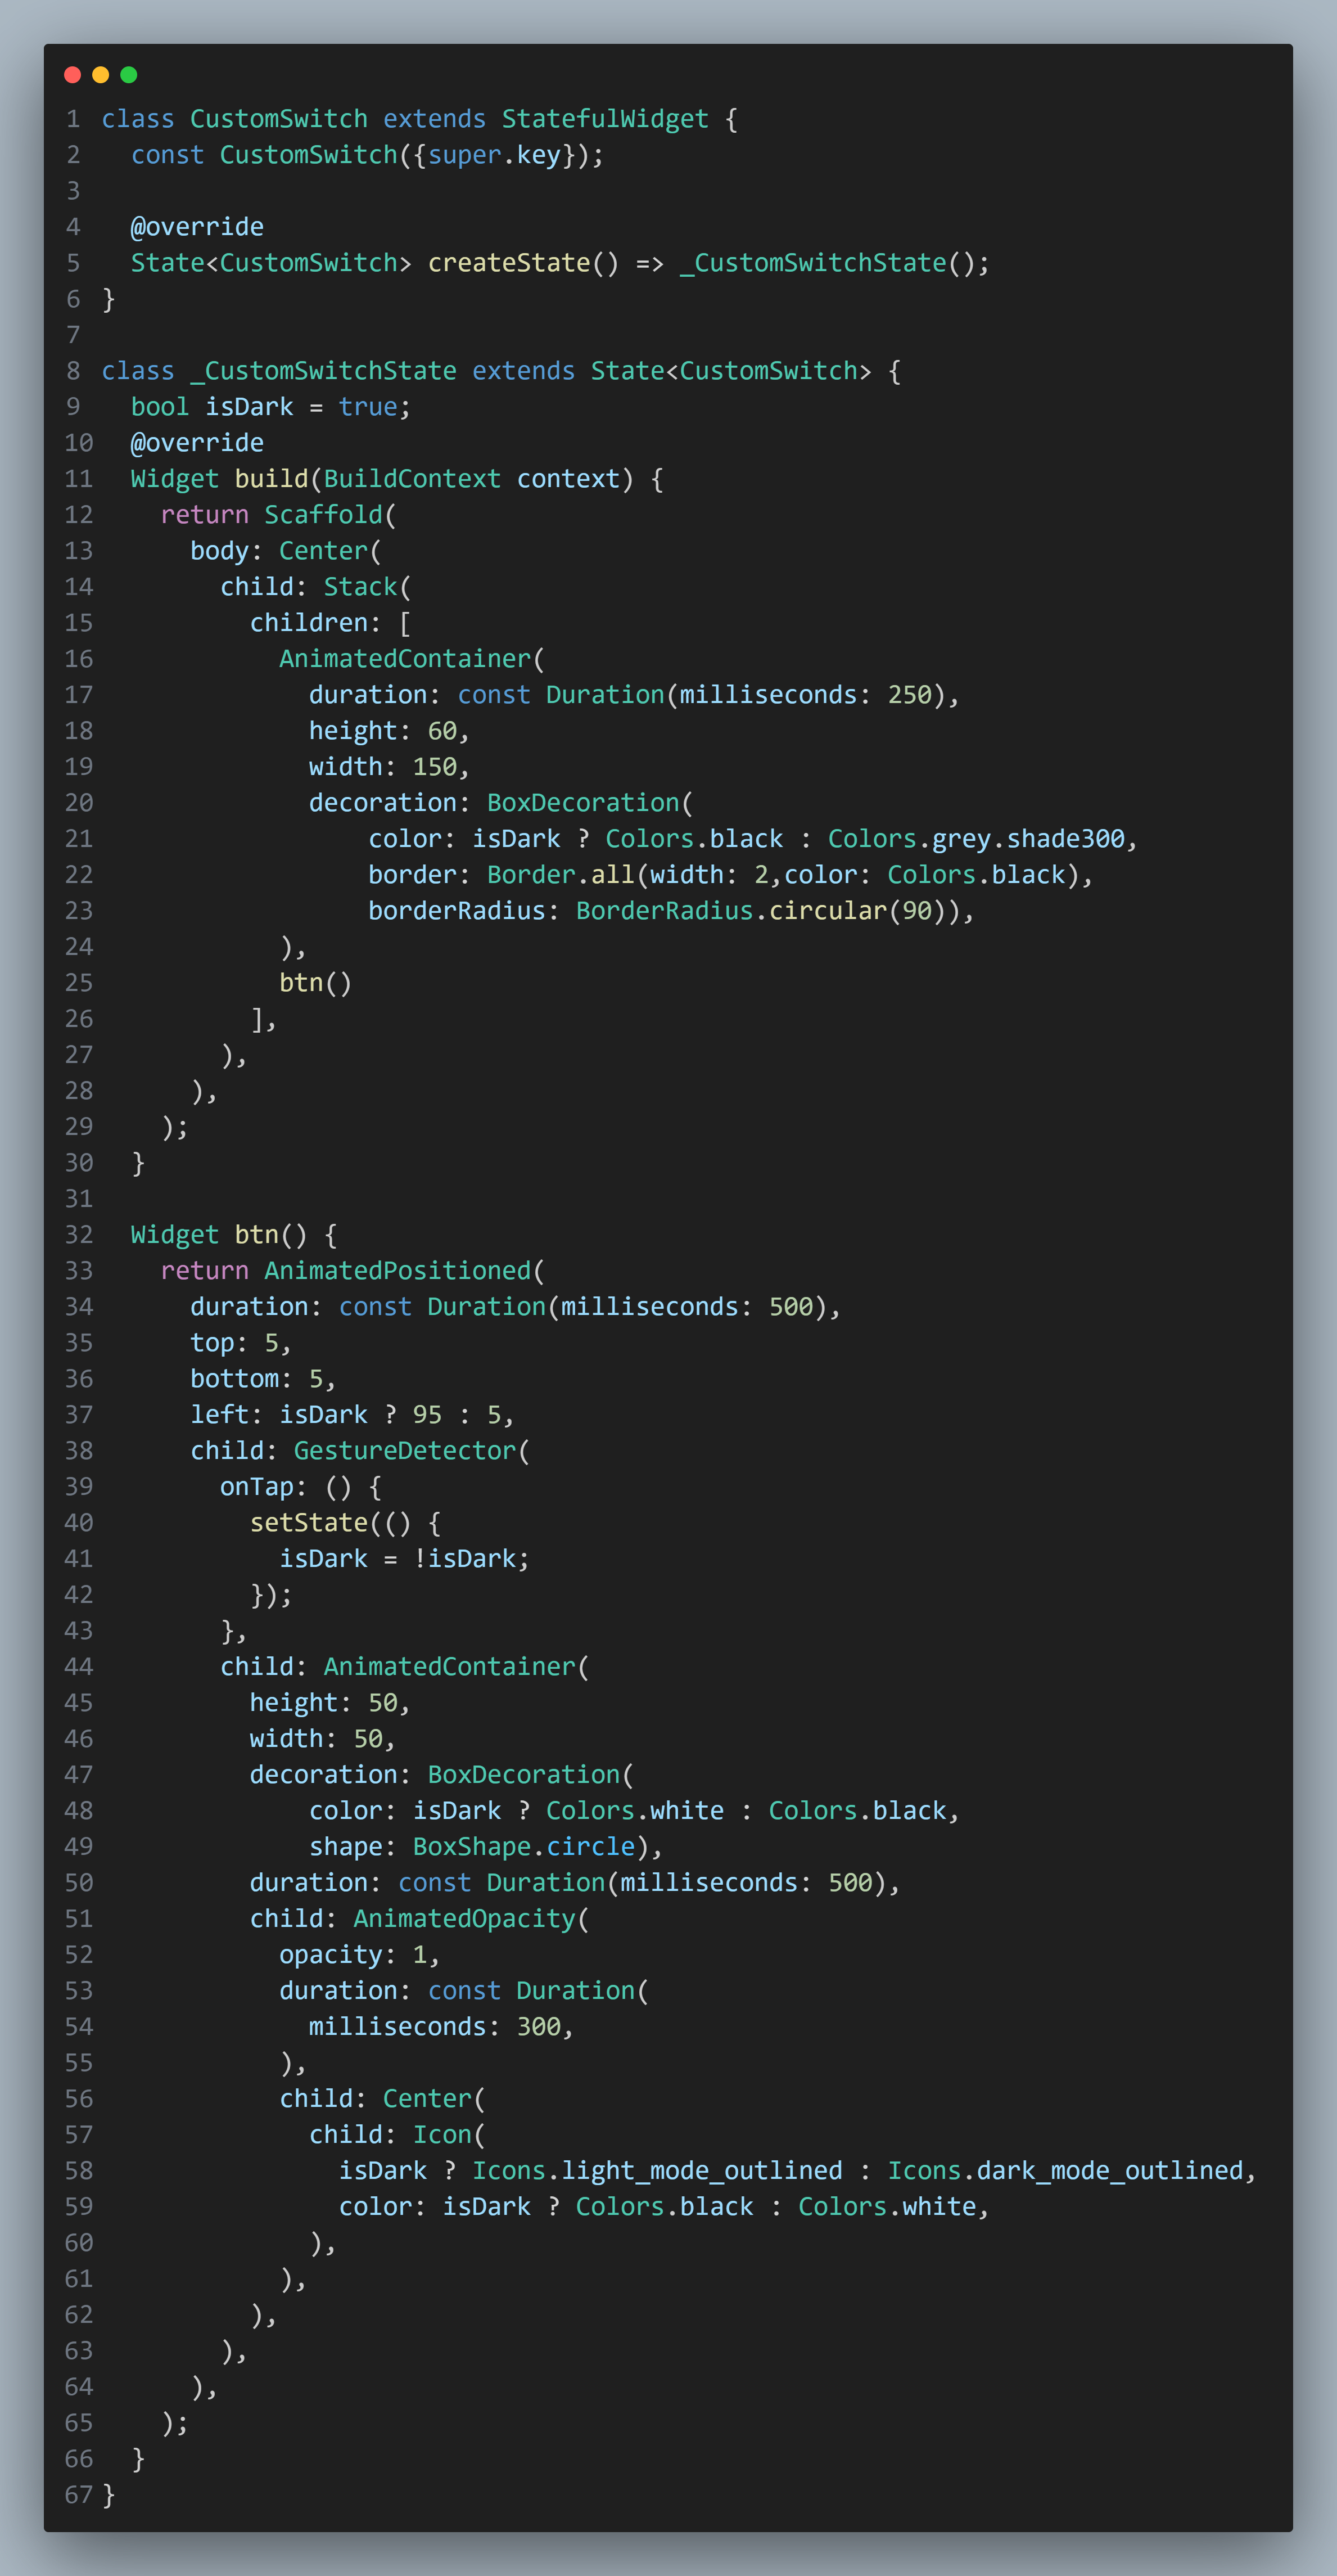 1 class CustomSwitch extends StatefulWidget {
2   const CustomSwitch({super.key});
3
4   @override
5   State<CustomSwitch> createState() => _CustomSwitchState();
6 }
7
8 class _CustomSwitchState extends State<CustomSwitch> {
9   bool isDark = true;
10   @override
11   Widget build(BuildContext context) {
12     return Scaffold(
13       body: Center(
14         child: Stack(
15           children: [
16             AnimatedContainer(
17               duration: const Duration(milliseconds: 250),
18               height: 60,
19               width: 150,
20               decoration: BoxDecoration(
21                   color: isDark ? Colors.black : Colors.grey.shade300,
22                   border: Border.all(width: 2,color: Colors.black),
23                   borderRadius: BorderRadius.circular(90)),
24             ),
25             btn()
26           ],
27         ),
28       ),
29     );
30   }
31
32   Widget btn() {
33     return AnimatedPositioned(
34       duration: const Duration(milliseconds: 500),
35       top: 5,
36       bottom: 5,
37       left: isDark ? 95 : 5,
38       child: GestureDetector(
39         onTap: () {
40           setState(() {
41             isDark = !isDark;
42           });
43         },
44         child: AnimatedContainer(
45           height: 50,
46           width: 50,
47           decoration: BoxDecoration(
48               color: isDark ? Colors.white : Colors.black,
49               shape: BoxShape.circle),
50           duration: const Duration(milliseconds: 500),
51           child: AnimatedOpacity(
52             opacity: 1,
53             duration: const Duration(
54               milliseconds: 300,
55             ),
56             child: Center(
57               child: Icon(
58                 isDark ? Icons.light_mode_outlined : Icons.dark_mode_outlined,
59                 color: isDark ? Colors.black : Colors.white,
60               ),
61             ),
62           ),
63         ),
64       ),
65     );
66   }
67 }